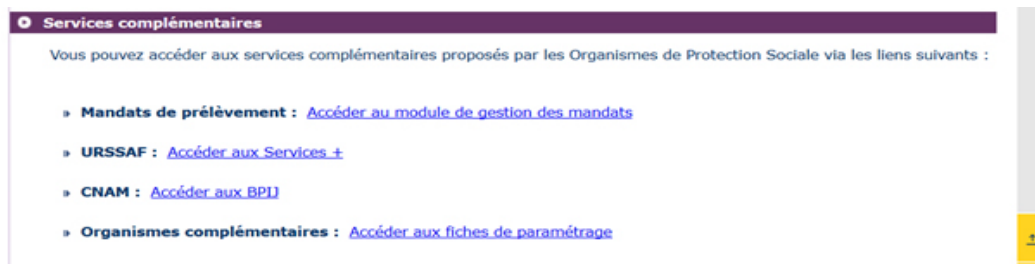 Services complémentaires
Vous pouvez accéder aux services complémentaires proposés par les Organismes de Protection Sociale via les liens suivants :
» Mandats de prélèvement : Accéder au module de gestion des mandats
» URSSAF : Accéder aux Services +
» CNAM : Accéder aux BPIJ
» Organismes complémentaires : Accéder aux fiches de paramétrage